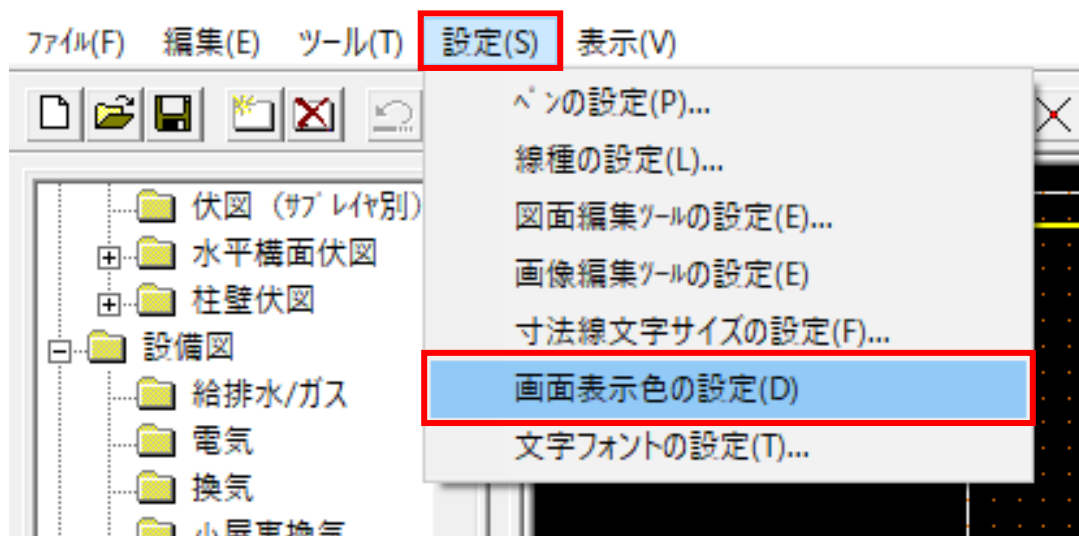 ﾌｧｲﾙ(F) 編集(E) ツール(T) 設定(S) 表示(V)
ﾍﾟﾝの設定(P)...
線種の設定(L)...
図面編集ﾂｰﾙの設定(E)...
画像編集ﾂｰﾙの設定(E)
寸法線文字サイズの設定(F)...
画面表示色の設定(D)
文字フォントの設定(T)...
伏図（ｻﾌﾞﾚｲﾔ別）
水平構面伏図
柱壁伏図
設備図
給排水/ガス
電気
換気
小屋裏換気